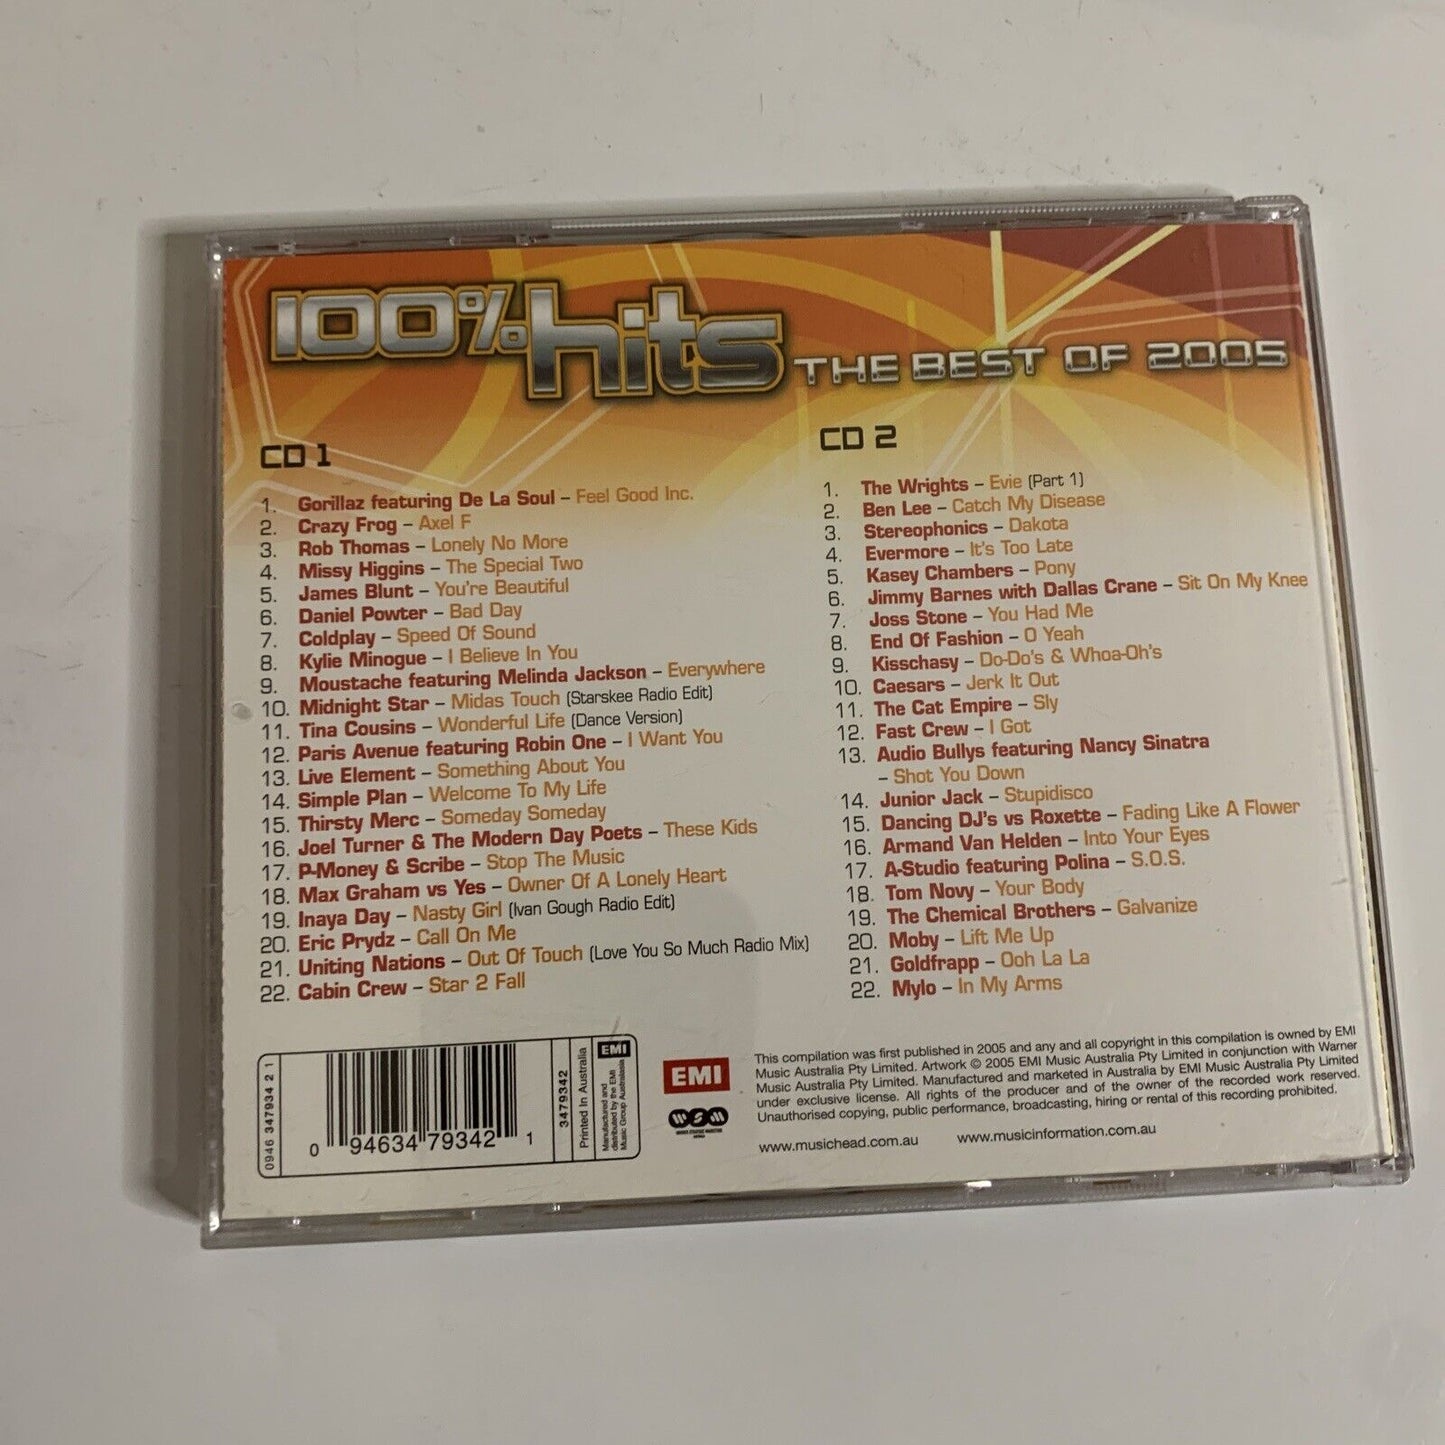 100% hits THE BEST OF 2005
CD 1
1. Gorillaz featuring De La Soul – Feel Good Inc.
2. Crazy Frog – Axel F
3. Rob Thomas – Lonely No More
4. Missy Higgins – The Special Two
5. James Blunt – You're Beautiful
6. Daniel Powter – Bad Day
7. Coldplay – Speed Of Sound
8. Kylie Minogue – I Believe In You
9. Moustache featuring Melinda Jackson – Everywhere
10. Midnight Star – Midas Touch (Starskee Radio Edit)
11. Tina Cousins – Wonderful Life (Dance Version)
12. Paris Avenue featuring Robin One – I Want You
13. Live Element – Something About You
14. Simple Plan – Welcome To My Life
15. Thirsty Merc – Someday Someday
16. Joel Turner & The Modern Day Poets – These Kids
17. P-Money & Scribe – Stop The Music
18. Max Graham vs Yes – Owner Of A Lonely Heart
19. Inaya Day – Nasty Girl (Ivan Gough Radio Edit)
20. Eric Prydz – Call On Me
21. Uniting Nations – Out Of Touch (Love You So Much Radio Mix)
22. Cabin Crew – Star 2 Fall
CD 2
1. The Wrights – Evie (Part 1)
2. Ben Lee – Catch My Disease
3. Stereophonics – Dakota
4. Evermore – It's Too Late
5. Kasey Chambers – Pony
6. Jimmy Barnes with Dallas Crane – Sit On My Knee
7. Joss Stone – You Had Me
8. End Of Fashion – O Yeah
9. Kisschasy – Do-Do's & Whoa-Oh's
10. Caesars – Jerk It Out
11. The Cat Empire – Sly
12. Fast Crew – I Got
13. Audio Bullys featuring Nancy Sinatra
– Shot You Down
14. Junior Jack – Stupidisco
15. Dancing DJ's vs Roxette – Fading Like A Flower
16. Armand Van Helden – Into Your Eyes
17. A-Studio featuring Polina – S.O.S.
18. Tom Novy – Your Body
19. The Chemical Brothers – Galvanize
20. Moby – Lift Me Up
21. Goldfrapp – Ooh La La
22. Mylo – In My Arms
0946 347934 2 1
0 94634 79342 1
3479342
Printed In Australia
EMI
Manufactured and
distributed by the EMI
Music Group Australasia
EMI
WSM
This compilation was first published in 2005 and any and all copyright in this compilation is owned by EMI
Music Australia Pty Limited. Artwork © 2005 EMI Music Australia Pty Limited in conjunction with Warner
Music Australia Pty Limited. Manufactured and marketed in Australia by EMI Music Australia Pty Limited
under exclusive license. All rights of the producer and of the owner of the recorded work reserved.
Unauthorised copying, public performance, broadcasting, hiring or rental of this recording prohibited.
www.musichead.com.au www.musicinformation.com.au